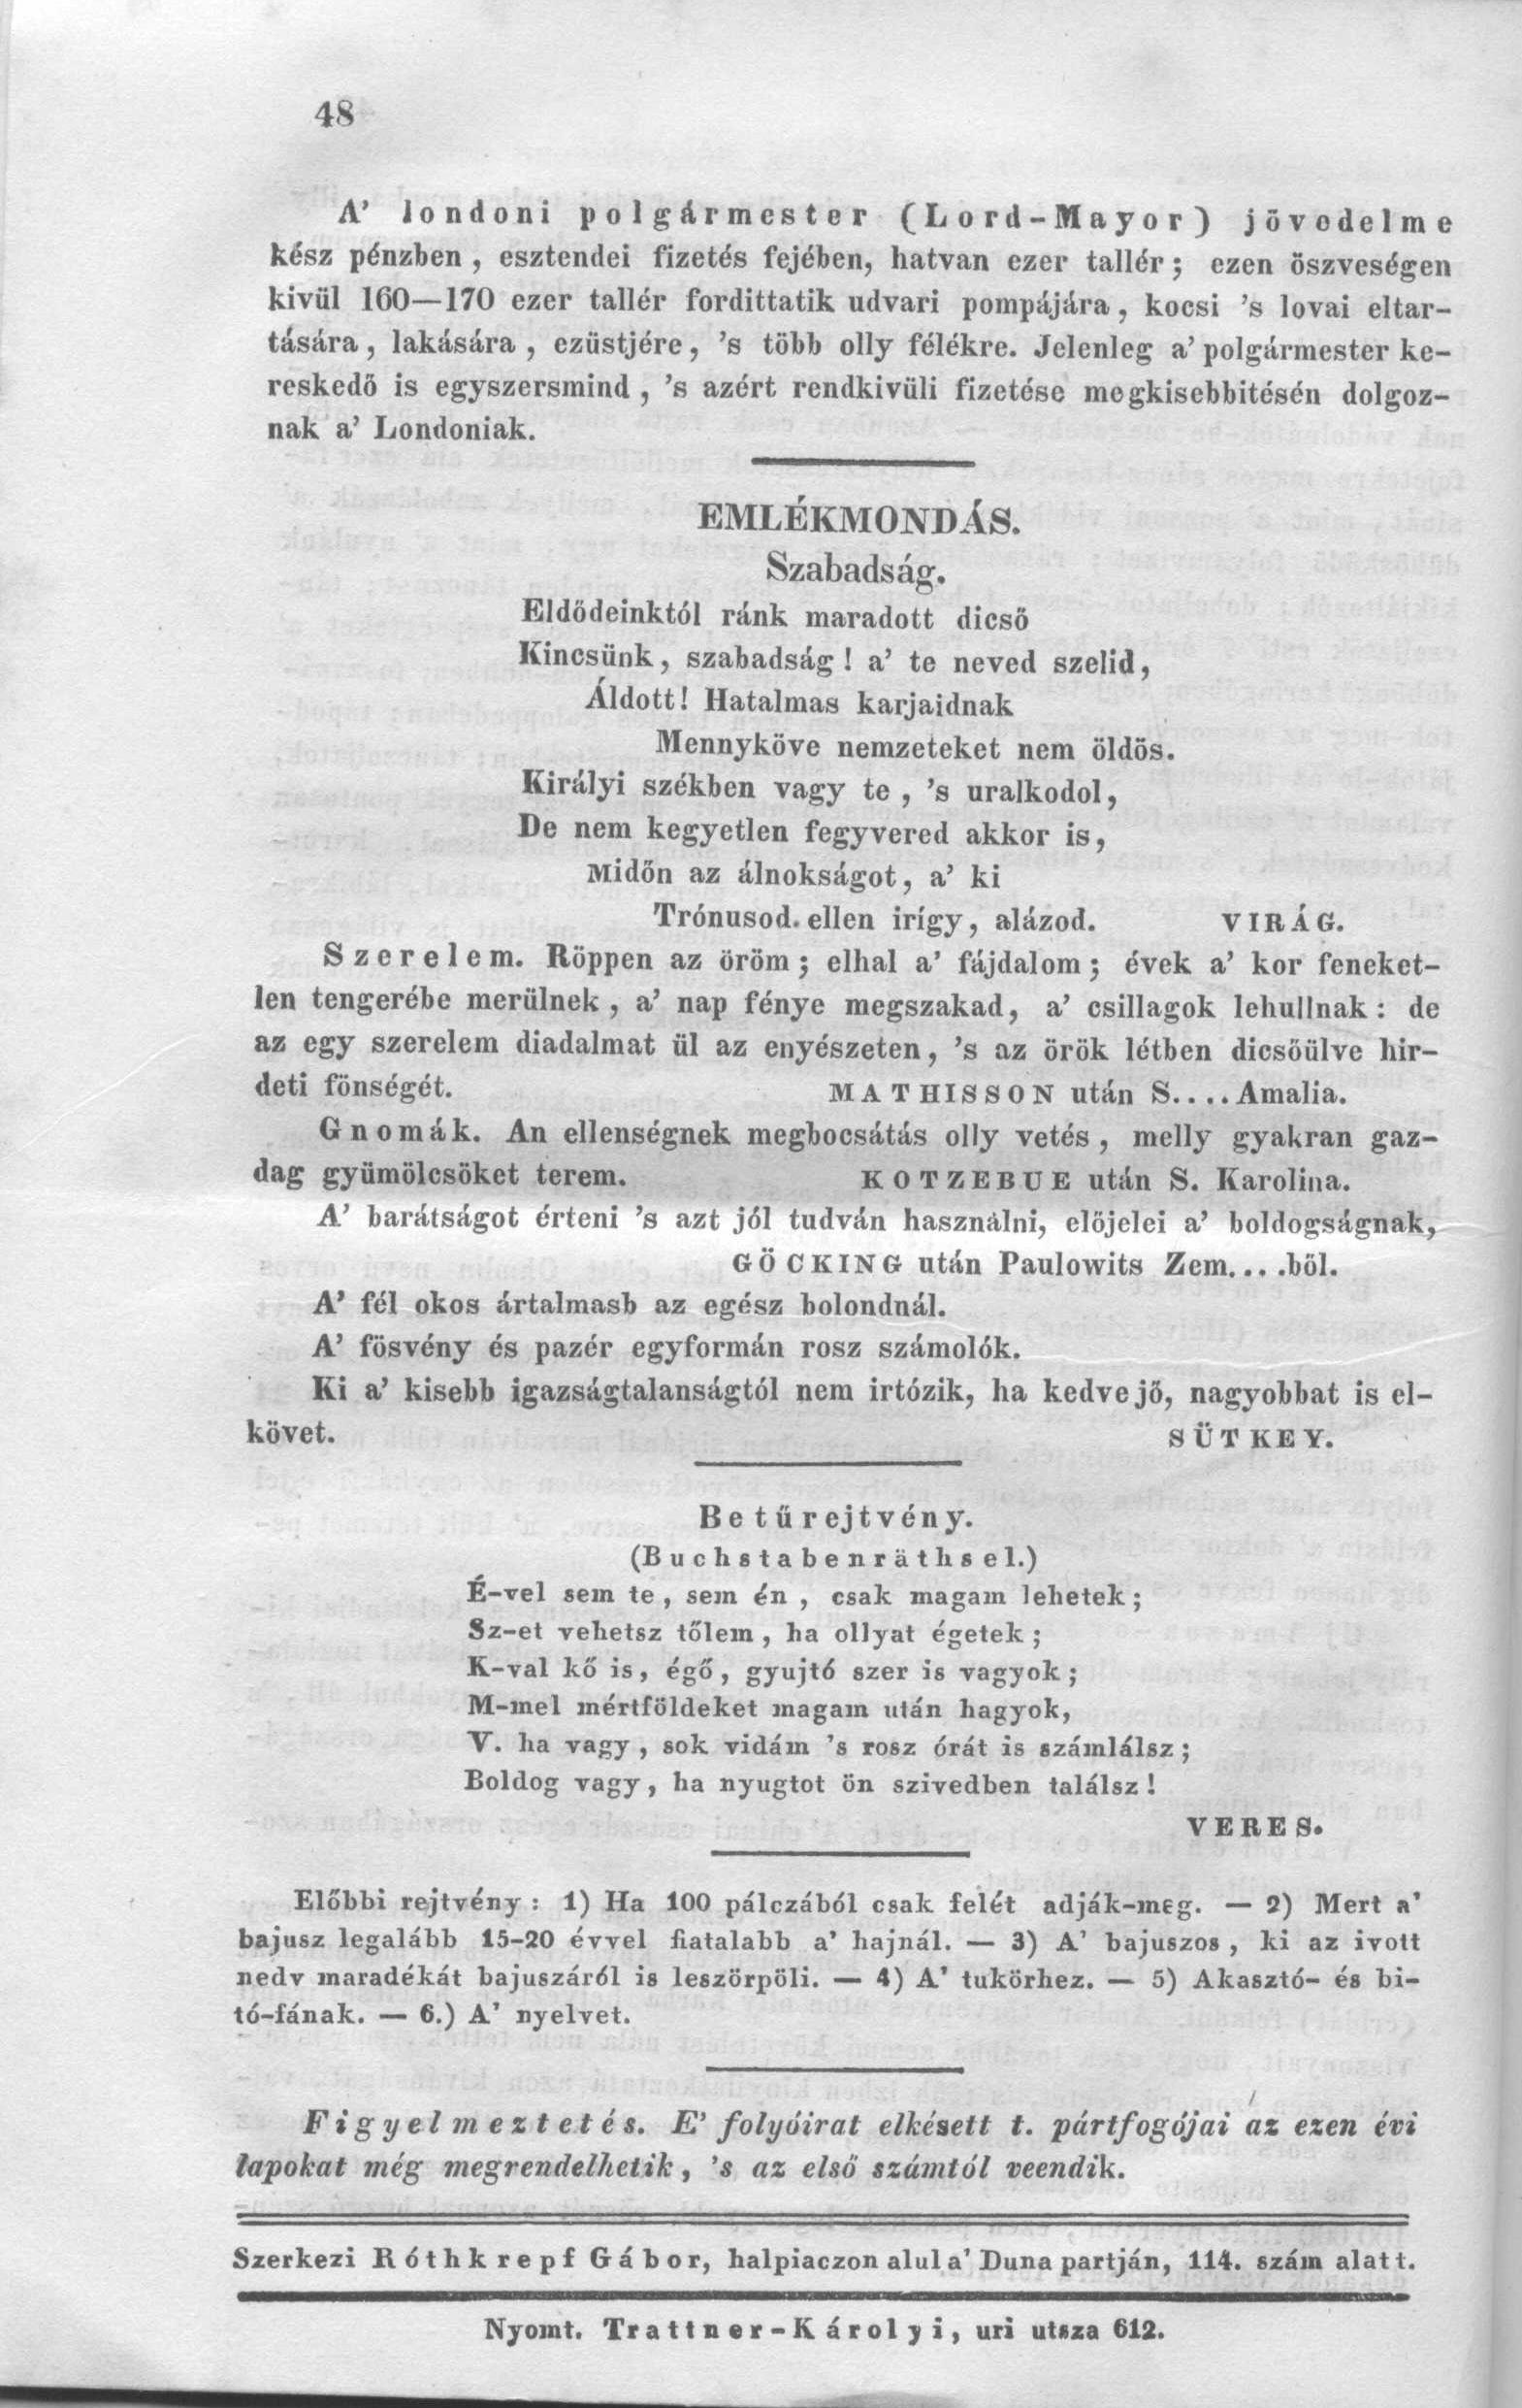 48
A' londoni polgármester (Lord-Mayor) jövedelme
kész pénzben, esztendei fizetés fejében, hatvan ezer tallér; ezen öszveségen
kivül 160—170 ezer tallér fordittatik udvari pompájára, kocsi 's lovai eltar-
tására, lakására, ezüstjére, 's több olly félékre. Jelenleg a' polgármester ke-
reskedő is egyszersmind, 's azért rendkivüli fizetése megkisebbitésén dolgoz-
nak a' Londoniak.
EMLÉKMONDÁS.
Szabadság.
Eldődeinktól ránk maradott dicső
Kincsünk, szabadság! a' te neved szelid,
Áldott! Hatalmas karjaidnak
Mennyköve nemzeteket nem öldös.
Királyi székben vagy te, 's uralkodol,
De nem kegyetlen fegyvered akkor is,
Midőn az álnokságot, a' ki
Trónusod. ellen irígy, alázod. VIRÁG.
Szerelem. Röppen az öröm; elhal a' fájdalom; évek a' kor feneket-
len tengerébe merülnek, a' nap fénye megszakad, a' csillagok lehullnak: de
az egy szerelem diadalmat ül az enyészeten, 's az örök létben dicsőülve hir-
deti fönségét. MATHISSON után S.... Amalia.
Gnomák. An ellenségnek megbocsátás olly vetés, melly gyakran gaz-
dag gyümölcsöket terem. KOTZEBUE után S. Karolina.
A' barátságot érteni 's azt jól tudván használni, előjelei a' boldogságnak,
GÖCKING után Paulowits Zem....ből.
A' fél okos ártalmasb az egész bolondnál.
A' fösvény és pazér egyformán rosz számolók.
Ki a' kisebb igazságtalanságtól nem irtózik, ha kedve jő, nagyobbat is el-
követ. SÜTKEY.
Betűrejtvény.
(Buchstabenräthsel.)
É-vel sem te, sem én, csak magam lehetek;
Sz-et vehetsz tőlem, ha ollyat égetek;
K-val kő is, égő, gyujtó szer is vagyok;
M-mel mértföldeket magam után hagyok,
V. ha vagy, sok vidám 's rosz órát is számlálsz;
Boldog vagy, ha nyugtot ön szivedben találsz!
VERES.
Előbbi rejtvény: 1) Ha 100 pálczából csak felét adják-meg. — 2) Mert a'
bajusz legalább 15-20 évvel fiatalabb a' hajnál. — 3) A' bajuszos, ki az ivott
nedv maradékát bajuszáról is leszörpöli. — 4) A' tukörhez. — 5) Akasztó- és bi-
tó-fának. — 6.) A' nyelvet.
Figyelmeztetés. E' folyóirat elkésett t. pártfogójai az ezen évi
lapokat még megrendelhetik, 's az első számtól veendik.
Szerkezi Róthkrepf Gábor, halpiaczon alul a' Duna partján, 114. szám alatt.
Nyomt. Trattner-Károlyi, uri utsza 612.